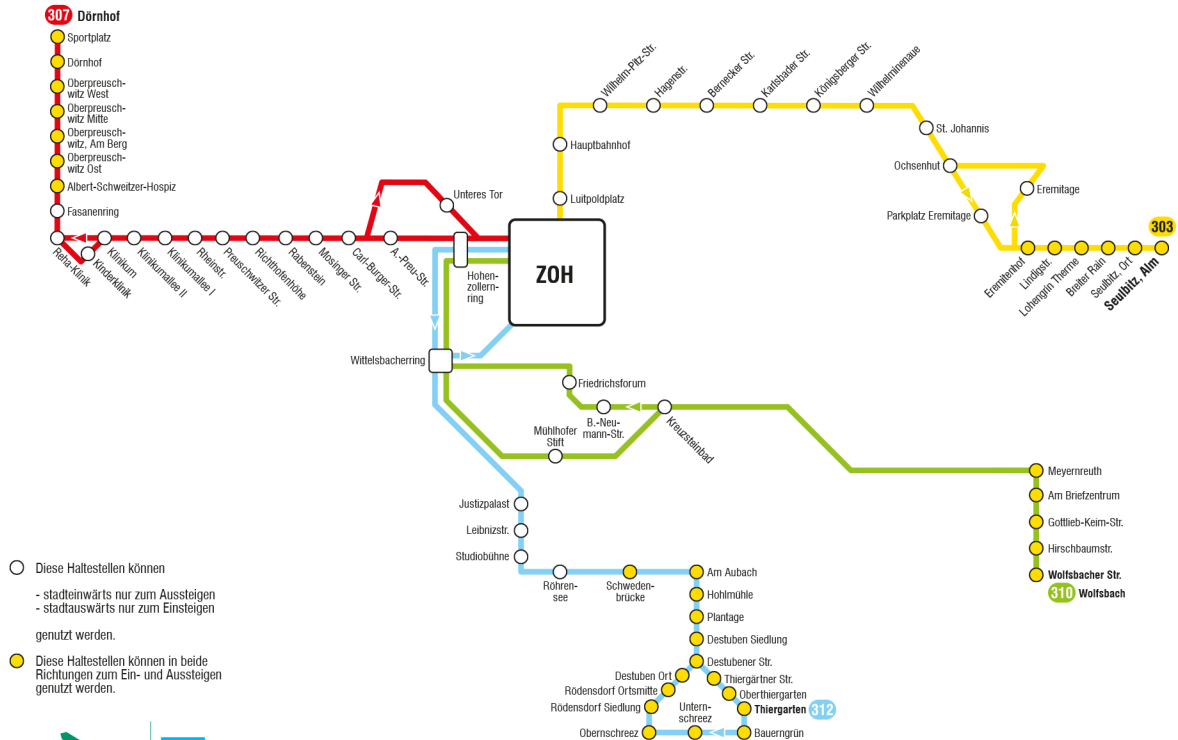 307 Dörnhof
Sportplatz
Dörnhof
Oberpreusch-
witz West
Oberpreusch-
witz Mitte
Oberpreusch-
witz, Am Berg
Oberpreusch-
witz Ost
Albert-Schweitzer-Hospiz
Fasanenring
Reha-Klinik
Kinderklinik
Klinikum
Klinikumallee II
Klinikumallee I
Rheinstr.
Preuschwitzer Str.
Richthofenhöhe
Rabenstein
Mosinger Str.
Carl-Burger-Str.
A.-Preu-Str.
Unteres Tor
Hohen-
zollern-
ring
ZOH
Luitpoldplatz
Hauptbahnhof
Wilhelm-Pitz-Str.
Hagenstr.
Bernecker Str.
Karlsbader Str.
Königsberger Str.
Wilhelminenaue
St. Johannis
Ochsenhut
Eremitage
Parkplatz Eremitage
303
Eremitenhof
Lindigstr.
Lohengrin Therme
Breiter Rain
Seulbitz, Ort
Seulbitz, Alm
Wittelsbacherring
Friedrichsforum
B.-Neu-
mann-Str.
Mühlhofer
Stift
Kreuzsteinbad
Meyernreuth
Am Briefzentrum
Gottlieb-Keim-Str.
Hirschbaumstr.
Wolfsbacher Str.
310 Wolfsbach
Justizpalast
Leibnizstr.
Studiobühne
Röhren-
see
Schweden-
brücke
Am Aubach
Hohlmühle
Plantage
Destuben Siedlung
Destubener Str.
Destuben Ort
Thiergärtner Str.
Rödensdorf Ortsmitte
Oberthiergarten
Rödensdorf Siedlung
Untern-
schreez
Thiergarten 312
Obernschreez
Bauerngrün
Diese Haltestellen können
- stadteinwärts nur zum Aussteigen
- stadtauswärts nur zum Einsteigen
genutzt werden.
Diese Haltestellen können in beide
Richtungen zum Ein- und Aussteigen
genutzt werden.